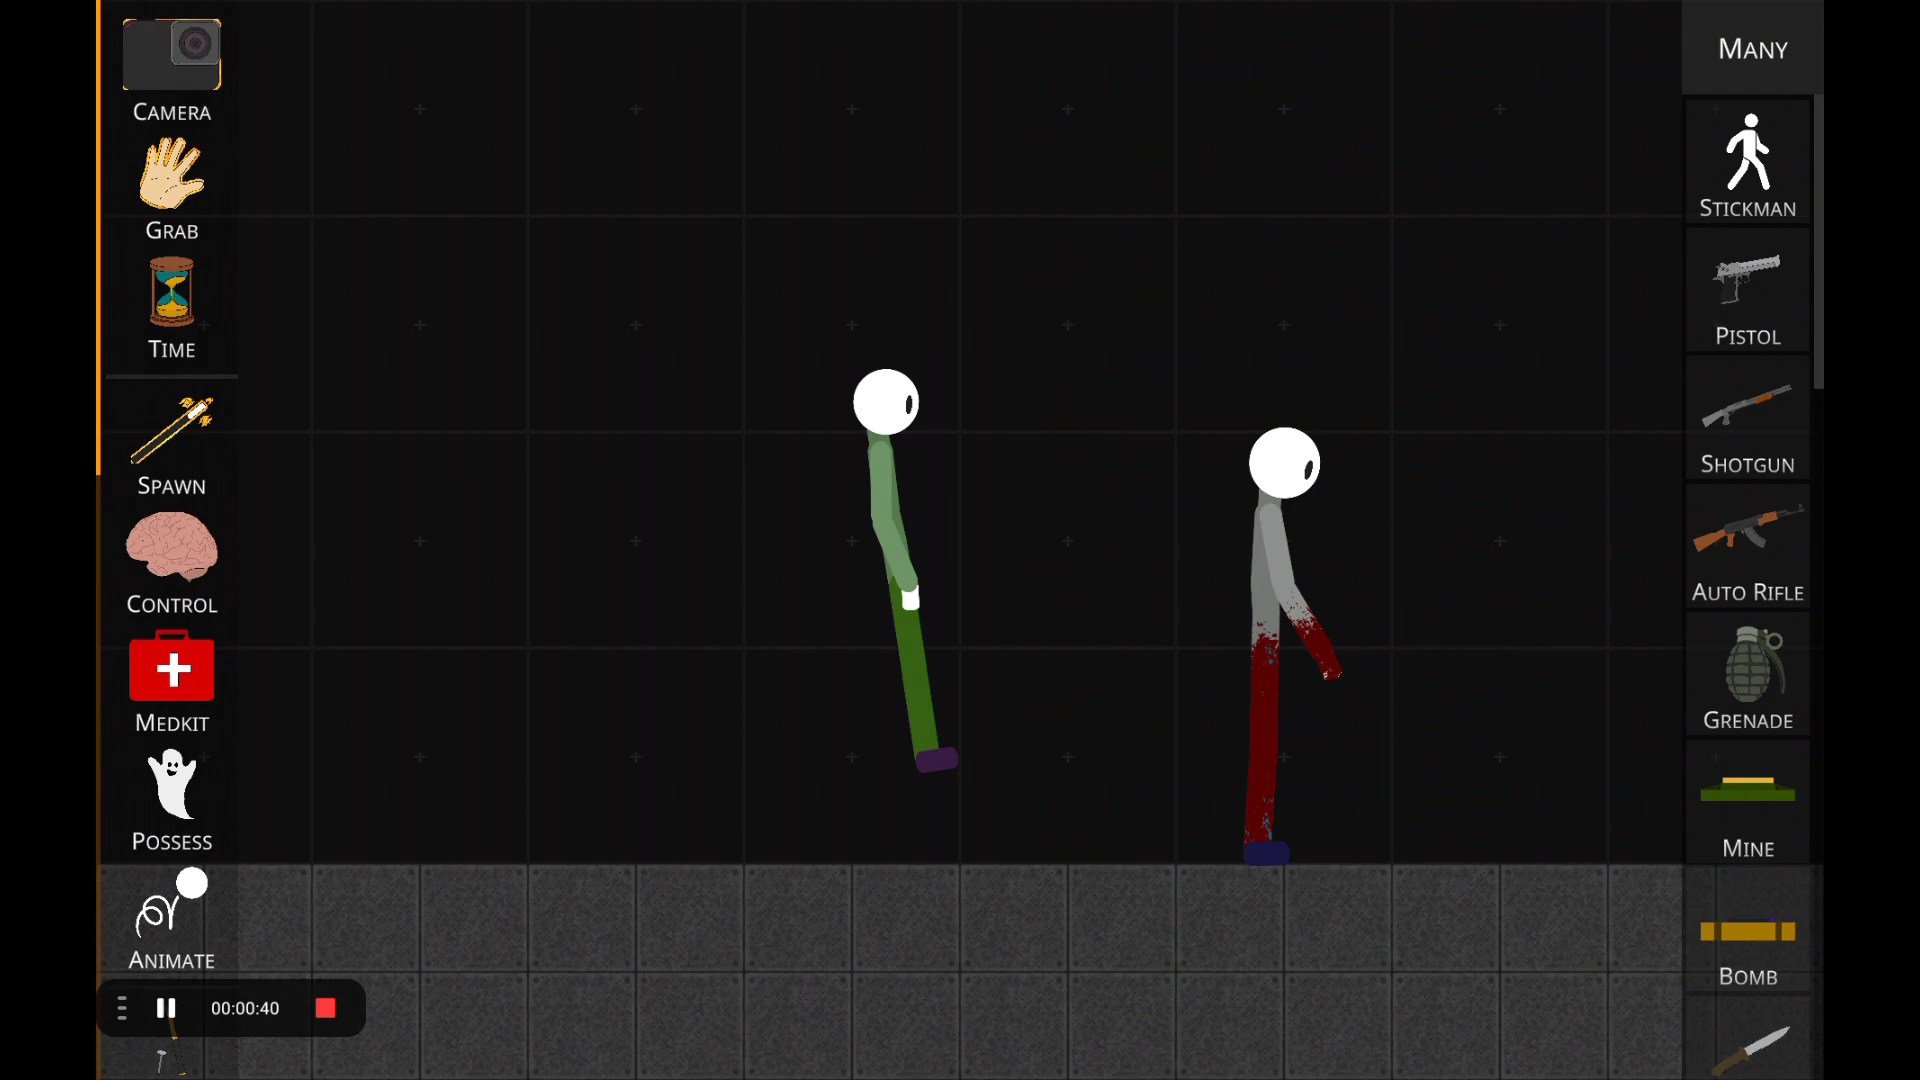 CAMERA
GRAB
TIME
SPAWN
CONTROL
MEDKIT
POSSESS
ANIMATE
00:00:40
MANY
STICKMAN
PISTOL
SHOTGUN
AUTO RIFLE
GRENADE
MINE
BOMB